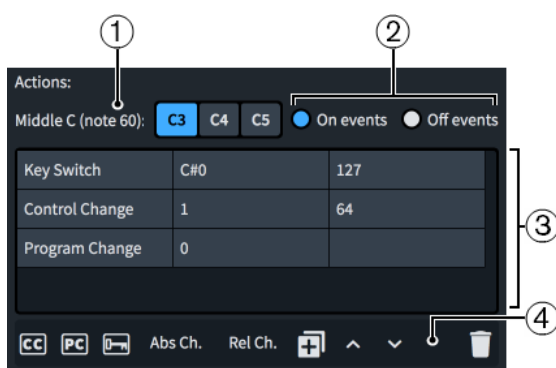 1 2
Actions:
Middle C (note 60): C3 C4 C5 On events Off events
Key Switch C#0 127
Control Change 1 64
Program Change 0
3
4
CC PC Abs Ch. Rel Ch.